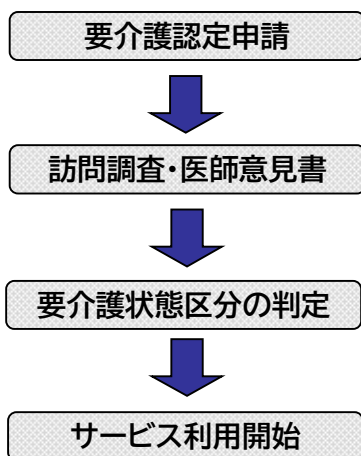 要介護認定申請
訪問調査・医師意見書
要介護状態区分の判定
サービス利用開始